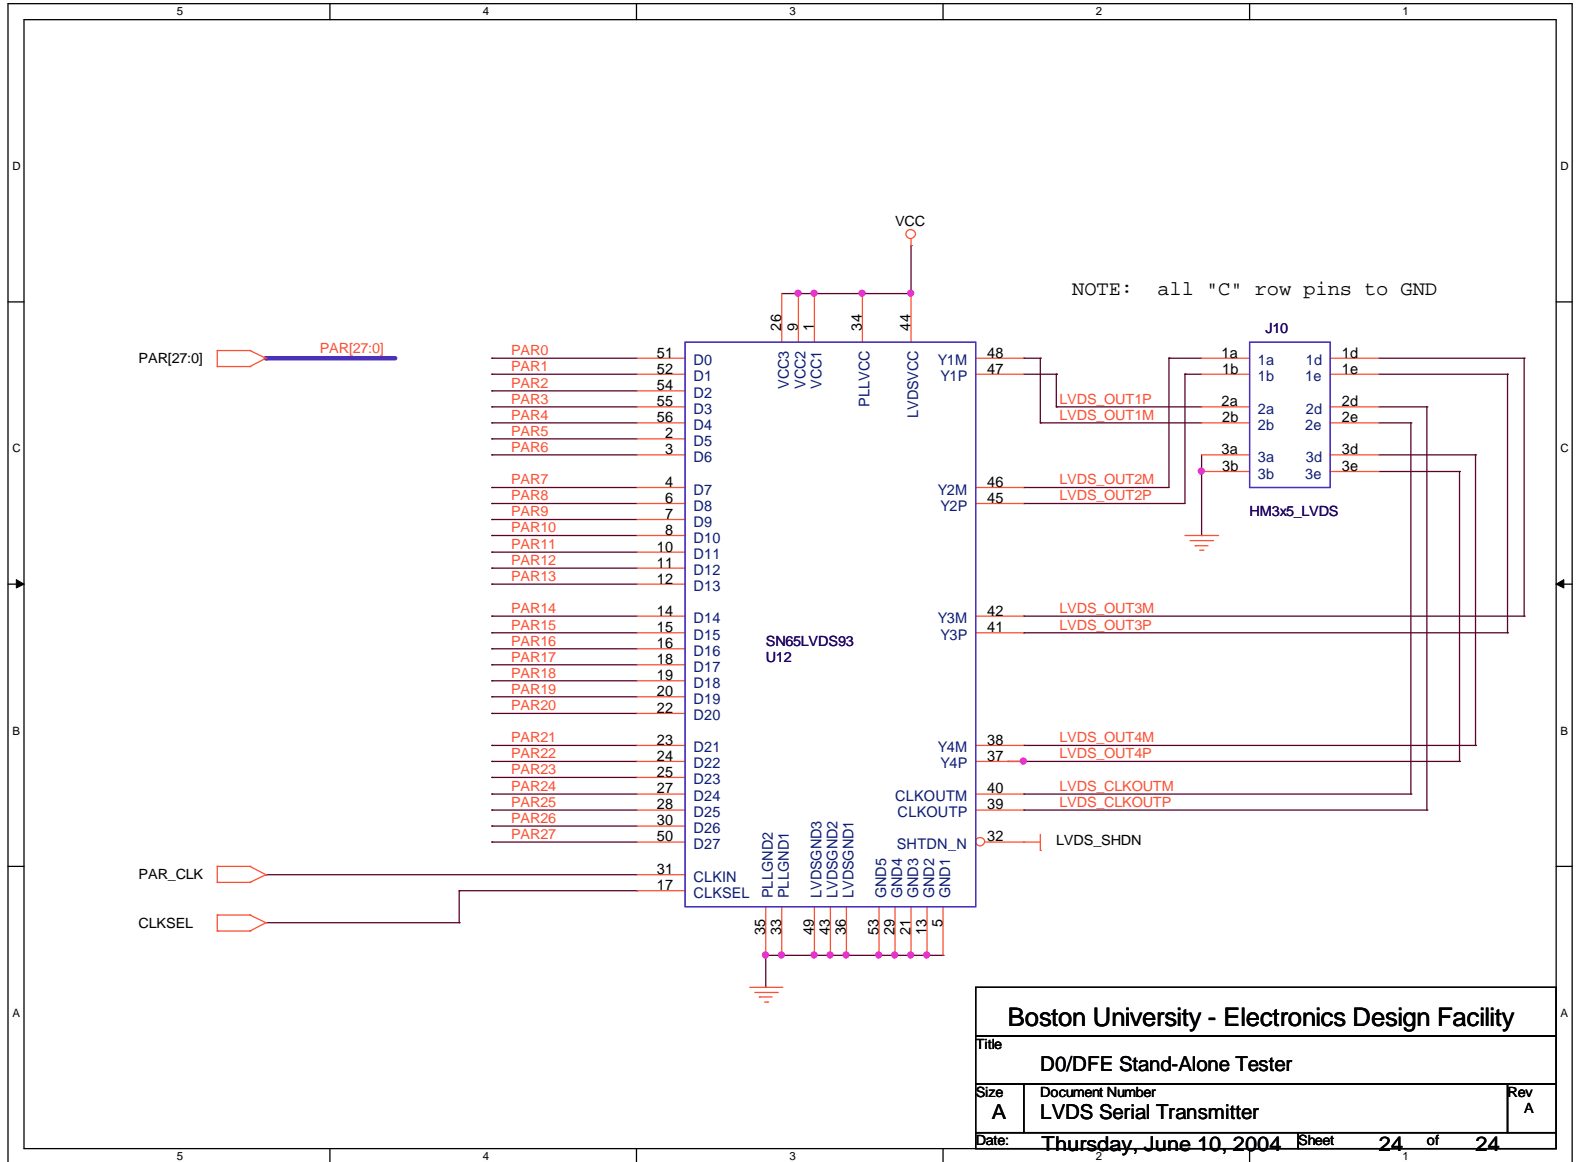 5 4 3 2 1
D D
VCC
NOTE: all "C" row pins to GND
J10
PAR[27:0] PAR[27:0]
26 9 1 34 44
VCC3 VCC2 VCC1 PLLVCC LVDSVCC
PAR0 51 D0
PAR1 52 D1
PAR2 54 D2
PAR3 55 D3
PAR4 56 D4
PAR5 2 D5
PAR6 3 D6
PAR7 4 D7
PAR8 6 D8
PAR9 7 D9
PAR10 8 D10
PAR11 10 D11
PAR12 11 D12
PAR13 12 D13
PAR14 14 D14
PAR15 15 D15
PAR16 16 D16
PAR17 18 D17
PAR18 19 D18
PAR19 20 D19
PAR20 22 D20
PAR21 23 D21
PAR22 24 D22
PAR23 25 D23
PAR24 27 D24
PAR25 28 D25
PAR26 30 D26
PAR27 50 D27
PAR_CLK 31 CLKIN
CLKSEL 17 CLKSEL
SN65LVDS93
U12
Y1M 48
Y1P 47
LVDS_OUT1P
LVDS_OUT1M
Y2M 46 LVDS_OUT2M
Y2P 45 LVDS_OUT2P
Y3M 42 LVDS_OUT3M
Y3P 41 LVDS_OUT3P
Y4M 38 LVDS_OUT4M
Y4P 37 LVDS_OUT4P
CLKOUTM 40 LVDS_CLKOUTM
CLKOUTP 39 LVDS_CLKOUTP
SHTDN_N 32 LVDS_SHDN
1a 1a 1d 1d
1b 1b 1e 1e
2a 2a 2d 2d
2b 2b 2e 2e
3a 3a 3d 3d
3b 3b 3e 3e
HM3x5_LVDS
PLLGND2 PLLGND1 LVDSGND3 LVDSGND2 LVDSGND1 GND5 GND4 GND3 GND2 GND1
35 33 49 43 36 53 29 21 13 5
C C
B B
A A
Boston University - Electronics Design Facility
Title
D0/DFE Stand-Alone Tester
Size Document Number Rev
A LVDS Serial Transmitter A
Date: Thursday, June 10, 2004 Sheet 24 of 24
5 4 3 2 1